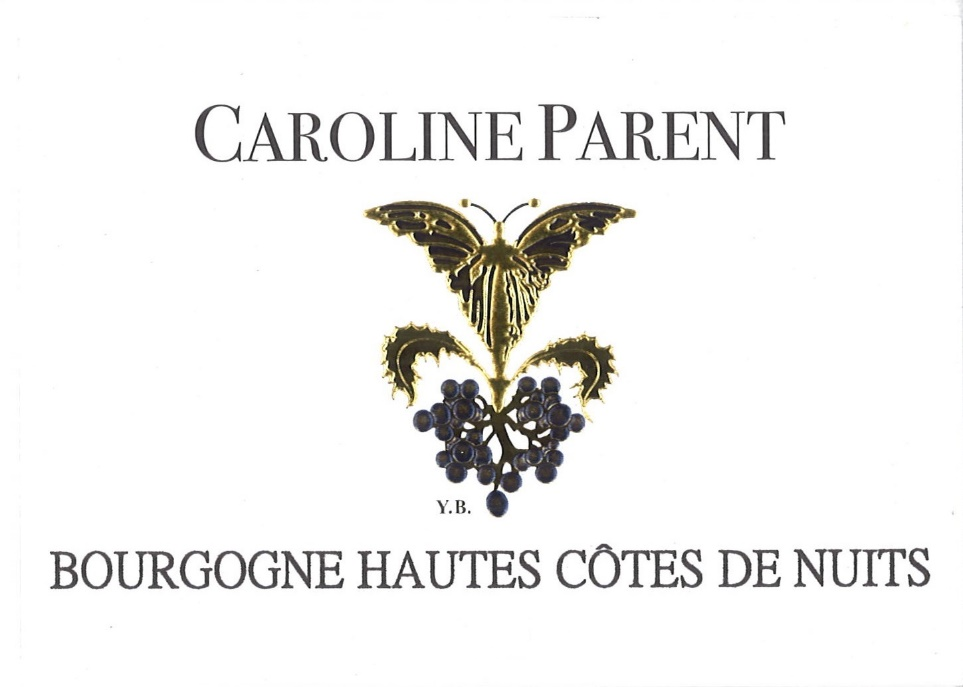 CAROLINE PARENT
Y.B.
BOURGOGNE HAUTES CÔTES DE NUITS